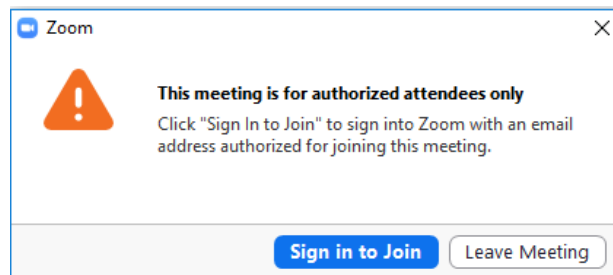 Zoom
This meeting is for authorized attendees only
Click "Sign In to Join" to sign into Zoom with an email
address authorized for joining this meeting.
Sign in to Join
Leave Meeting